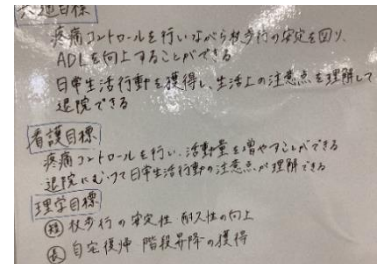 共通目標
疼痛コントロールを行いながら杖歩行の安定を図り、
ADLを向上することができる
日常生活行動を獲得し、生活上の注意点を理解して
退院できる
看護目標
疼痛コントロールを行い、活動量を増やすことができる
退院にむけて日常生活行動の注意点が理解できる
理学目標
短 杖歩行の安定性 耐久性の向上
長 自宅復帰 階段昇降の獲得